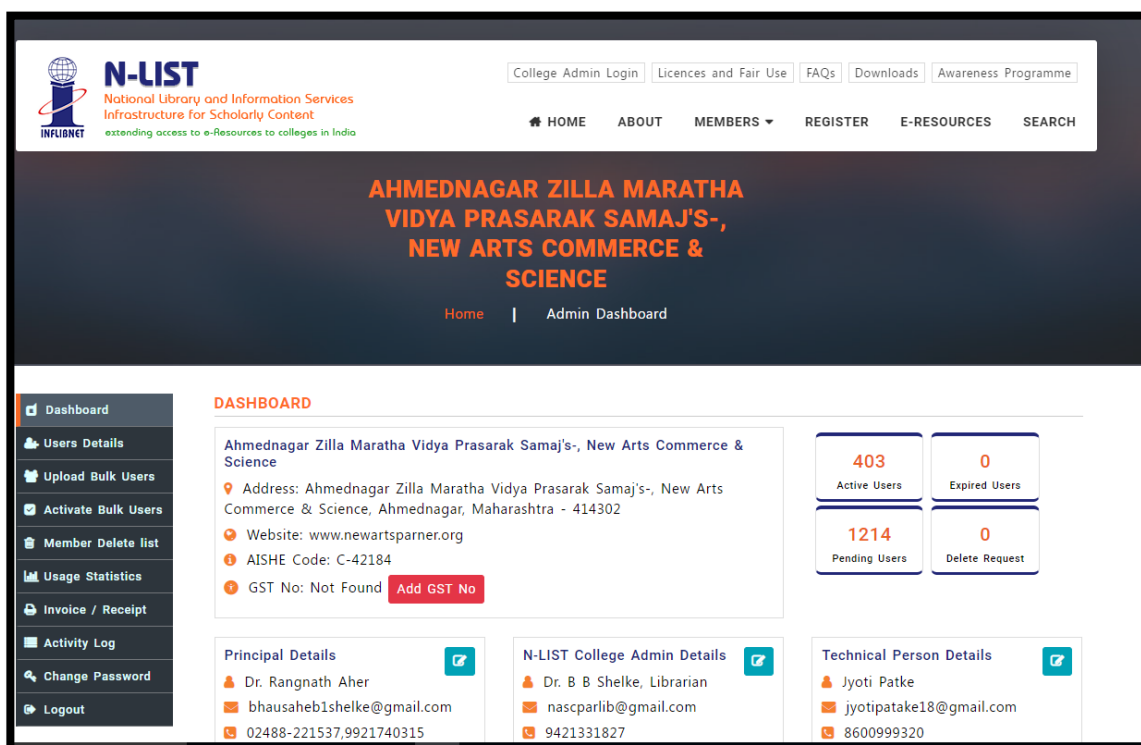 N-LIST
National Library and Information Services
Infrastructure for Scholarly Content
extending access to e-Resources to colleges in India
INFLIBNET
College Admin Login
Licences and Fair Use
FAQs
Downloads
Awareness Programme
HOME
ABOUT
MEMBERS
REGISTER
E-RESOURCES
SEARCH
AHMEDNAGAR ZILLA MARATHA
VIDYA PRASARAK SAMAJ'S-,
NEW ARTS COMMERCE &
SCIENCE
Home | Admin Dashboard
Dashboard
Users Details
Upload Bulk Users
Activate Bulk Users
Member Delete list
Usage Statistics
Invoice / Receipt
Activity Log
Change Password
Logout
DASHBOARD
Ahmednagar Zilla Maratha Vidya Prasarak Samaj's-, New Arts Commerce &
Science
Address: Ahmednagar Zilla Maratha Vidya Prasarak Samaj's-, New Arts
Commerce & Science, Ahmednagar, Maharashtra - 414302
Website: www.newartsparner.org
AISHE Code: C-42184
GST No: Not Found Add GST No
403
Active Users
0
Expired Users
1214
Pending Users
0
Delete Request
Principal Details
Dr. Rangnath Aher
bhausaheb1shelke@gmail.com
02488-221537,9921740315
N-LIST College Admin Details
Dr. B B Shelke, Librarian
nascparlib@gmail.com
9421331827
Technical Person Details
Jyoti Patke
jyotipatake18@gmail.com
8600999320